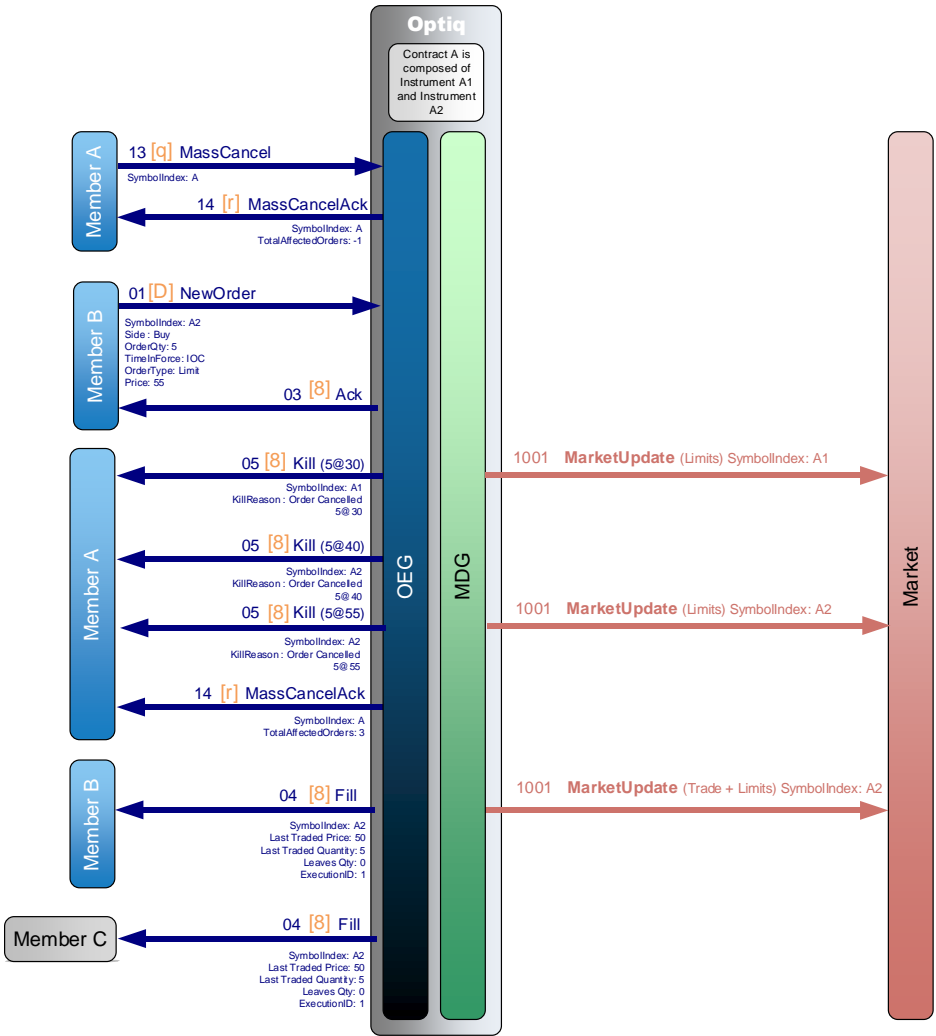 Optiq
Contract A is
composed of
Instrument A1
and Instrument
A2
Member A
13 [q] MassCancel
SymbolIndex: A
14 [r] MassCancelAck
SymbolIndex: A
TotalAffectedOrders: -1
Member B
01 [D] NewOrder
SymbolIndex: A2
Side : Buy
OrderQty: 5
TimeInForce: IOC
OrderType: Limit
Price: 55
03 [8] Ack
Member A
05 [8] Kill (5@30)
SymbolIndex: A1
KillReason : Order Cancelled
5@30
1001 MarketUpdate (Limits) SymbolIndex: A1
05 [8] Kill (5@40)
SymbolIndex: A2
KillReason : Order Cancelled
5@40
OEG
MDG
Market
05 [8] Kill (5@55)
SymbolIndex: A2
KillReason : Order Cancelled
5@55
1001 MarketUpdate (Limits) SymbolIndex: A2
14 [r] MassCancelAck
SymbolIndex: A
TotalAffectedOrders: 3
Member B
04 [8] Fill
SymbolIndex: A2
Last Traded Price: 50
Last Traded Quantity: 5
Leaves Qty: 0
ExecutionID: 1
1001 MarketUpdate (Trade + Limits) SymbolIndex: A2
Member C
04 [8] Fill
SymbolIndex: A2
Last Traded Price: 50
Last Traded Quantity: 5
Leaves Qty: 0
ExecutionID: 1